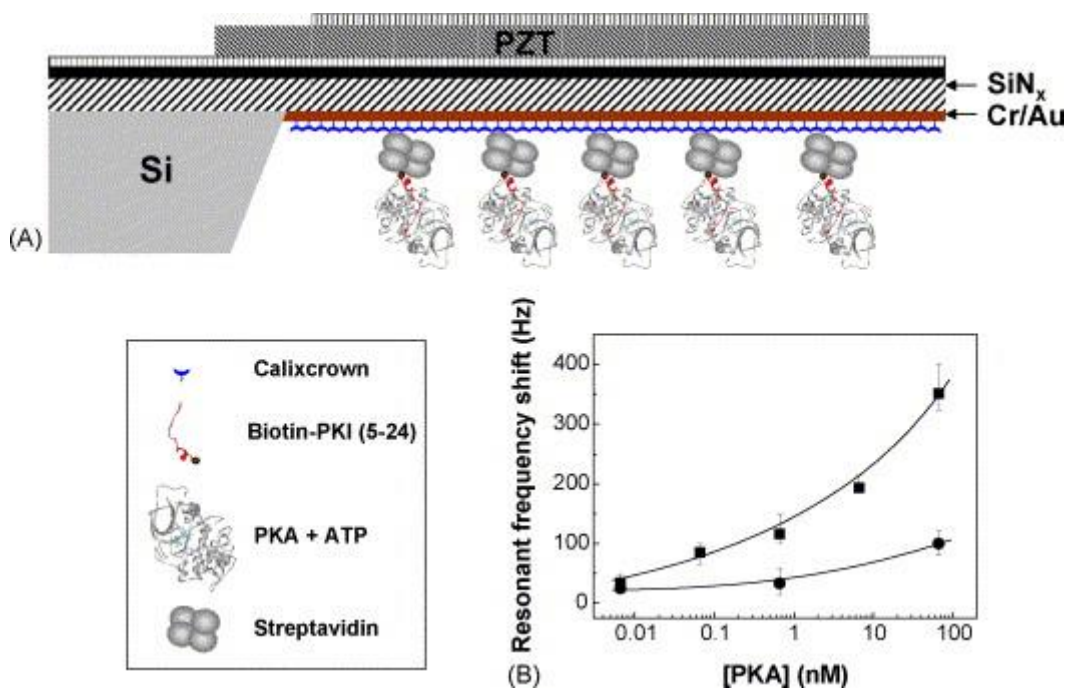 PZT
SiNx
Cr/Au
Si
(A)
Calixcrown
Biotin-PKI (5-24)
PKA + ATP
Streptavidin
Resonant frequency shift (Hz)
400
300
200
100
0
0.01 0.1 1 10 100
(B)
[PKA] (nM)